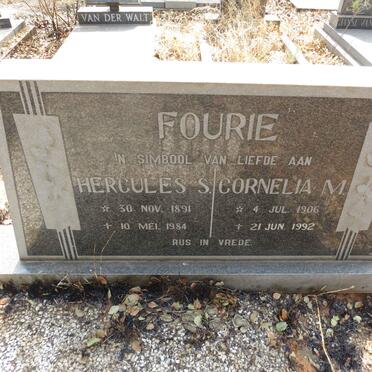 VAN DER WALT
FOURIE
IN SIMBOOL VAN LIEFDE AAN
HERCULES S. CORNELIA M.
☆ 30 NOV. 1891 ☆ 4 JUL. 1906
✝ 10 MEI. 1984 ✝ 21 JUN. 1992
RUS IN VREDE